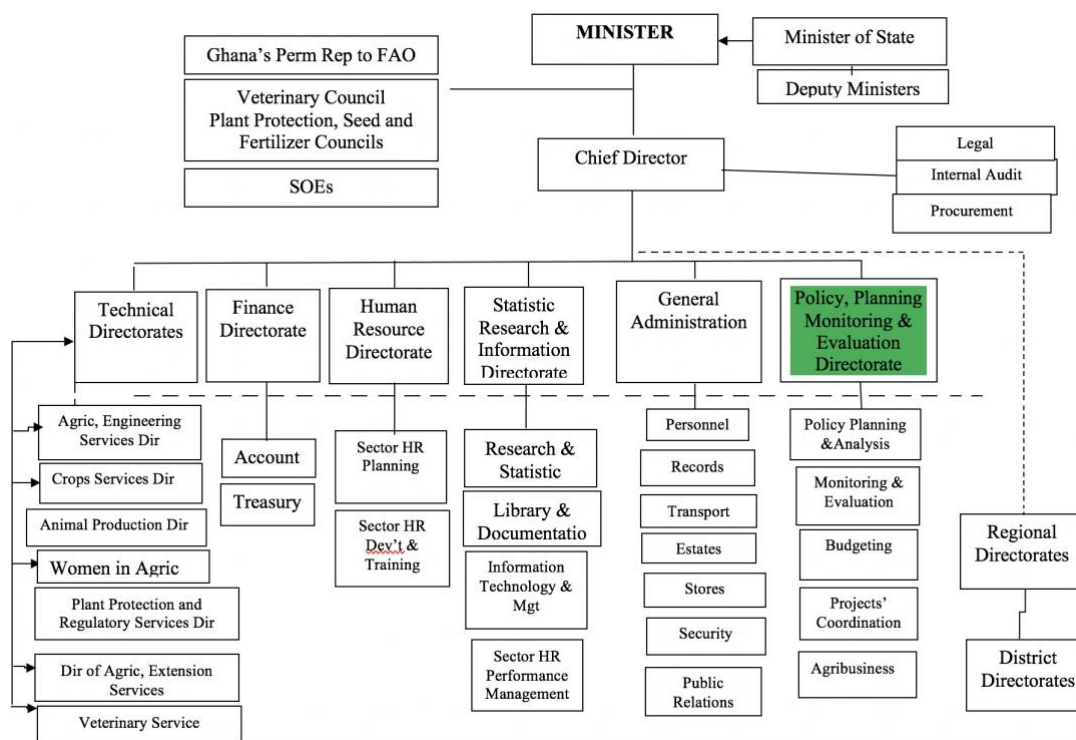 MINISTER
Minister of State
Deputy Ministers
Ghana's Perm Rep to FAO
Veterinary Council
Plant Protection, Seed and
Fertilizer Councils
SOEs
Chief Director
Legal
Internal Audit
Procurement
Technical
Directorates
Finance
Directorate
Human
Resource
Directorate
Statistic
Research &
Information
Directorate
General
Administration
Policy, Planning
Monitoring &
Evaluation
Directorate
Agric, Engineering
Services Dir
Crops Services Dir
Animal Production Dir
Women in Agric
Plant Protection and
Regulatory Services Dir
Dir of Agric, Extension
Services
Veterinary Service
Account
Treasury
Sector HR
Planning
Sector HR
Dev't &
Training
Research &
Statistic
Library &
Documentatio
Information
Technology &
Mgt
Sector HR
Performance
Management
Personnel
Records
Transport
Estates
Stores
Security
Public
Relations
Policy Planning
&Analysis
Monitoring &
Evaluation
Budgeting
Projects'
Coordination
Agribusiness
Regional
Directorates
District
Directorates